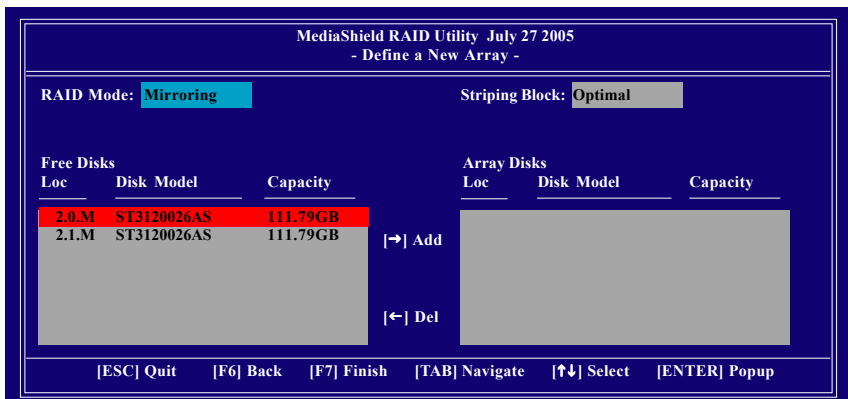 MediaShield RAID Utility July 27 2005
- Define a New Array -
RAID Mode: Mirroring Striping Block: Optimal
Free Disks Array Disks
Loc Disk Model Capacity Loc Disk Model Capacity
2.0.M ST3120026AS 111.79GB
2.1.M ST3120026AS 111.79GB
[→] Add
[←] Del
[ESC] Quit [F6] Back [F7] Finish [TAB] Navigate [↑↓] Select [ENTER] Popup